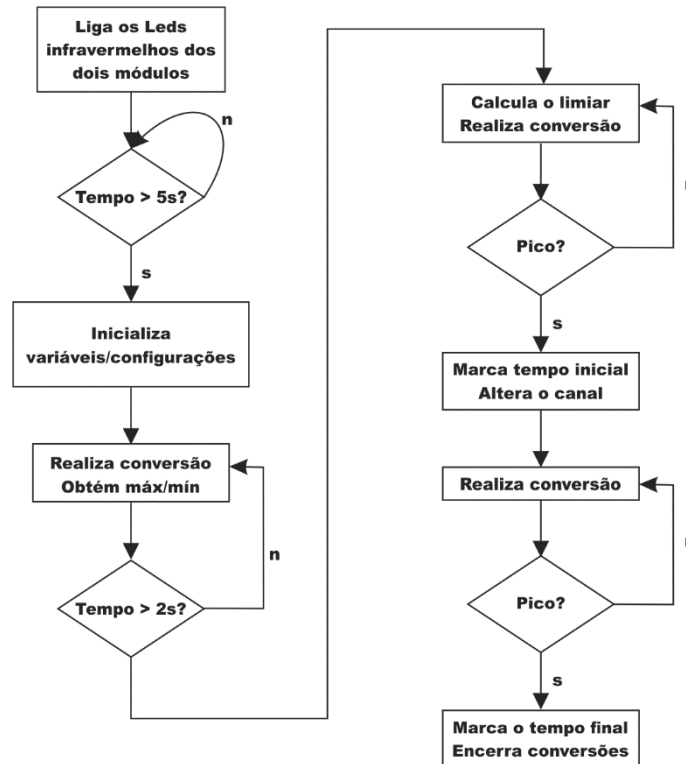 Liga os Leds
infravermelhos dos
dois módulos
n
Tempo > 5s?
s
Inicializa
variáveis/configurações
Realiza conversão
Obtém máx/mín
n
Tempo > 2s?
Calcula o limiar
Realiza conversão
Pico?
s
Marca tempo inicial
Altera o canal
Realiza conversão
Pico?
s
Marca o tempo final
Encerra conversões